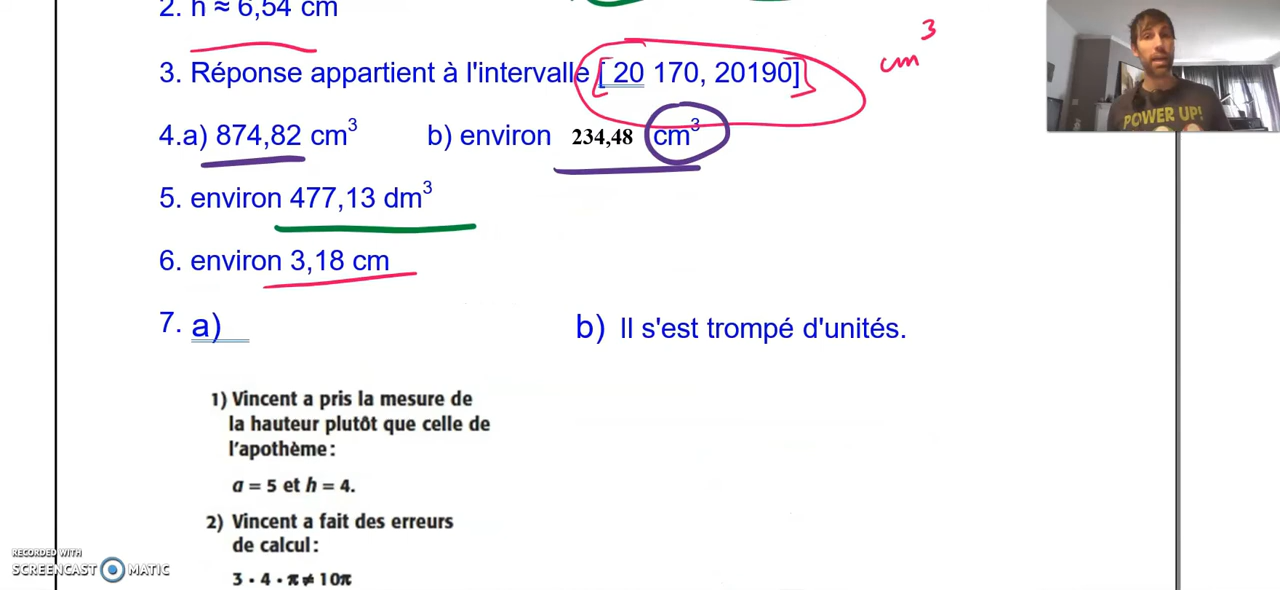 2. h ≈ 6,54 cm
3. Réponse appartient à l'intervalle [ 20 170, 20190] cm³
4.a) 874,82 cm³ b) environ 234,48 cm³
5. environ 477,13 dm³
6. environ 3,18 cm
7. a) b) Il s'est trompé d'unités.
1) Vincent a pris la mesure de
la hauteur plutôt que celle de
l'apothème :
a = 5 et h = 4.
2) Vincent a fait des erreurs
de calcul :
3 • 4 • π ≠ 10π
POWER UP!
RECORDED WITH
SCREENCAST MATIC